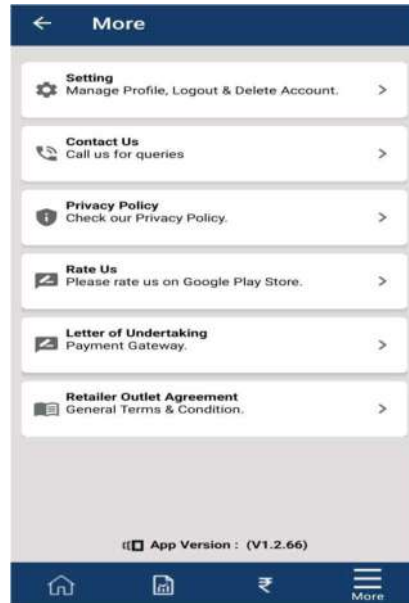 More
Setting
Manage Profile, Logout & Delete Account.
Contact Us
Call us for queries
Privacy Policy
Check our Privacy Policy.
Rate Us
Please rate us on Google Play Store.
Letter of Undertaking
Payment Gateway.
Retailer Outlet Agreement
General Terms & Condition.
App Version : (V1.2.66)
₹
More